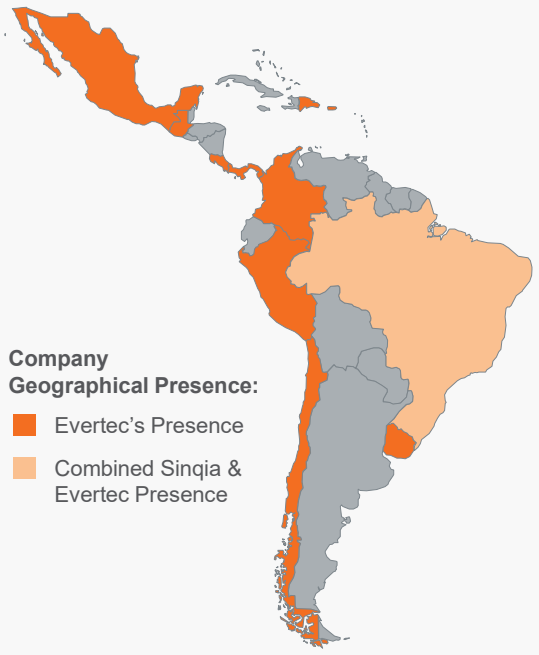 Company
Geographical Presence:
Evertec's Presence
Combined Sinqia &
Evertec Presence